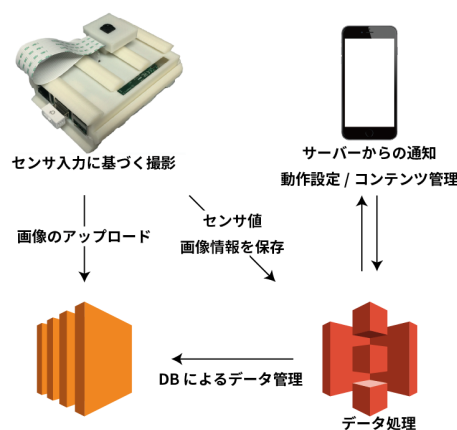 センサ入力に基づく撮影
サーバーからの通知
動作設定 / コンテンツ管理
画像のアップロード
センサ値
画像情報を保存
DB によるデータ管理
データ処理